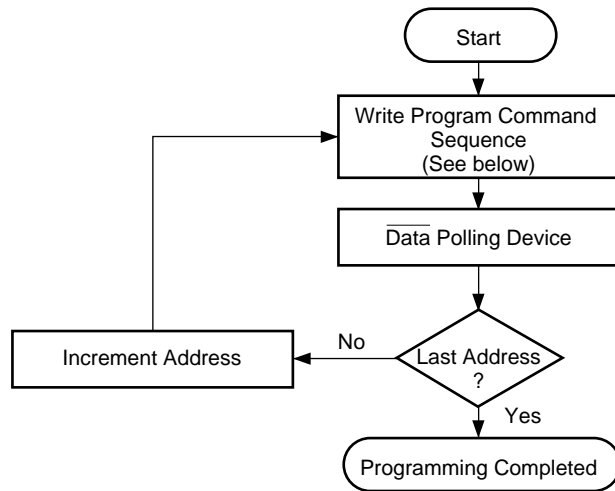 Start
Write Program Command
Sequence
(See below)
Data Polling Device
Increment Address
No
Last Address
?
Yes
Programming Completed